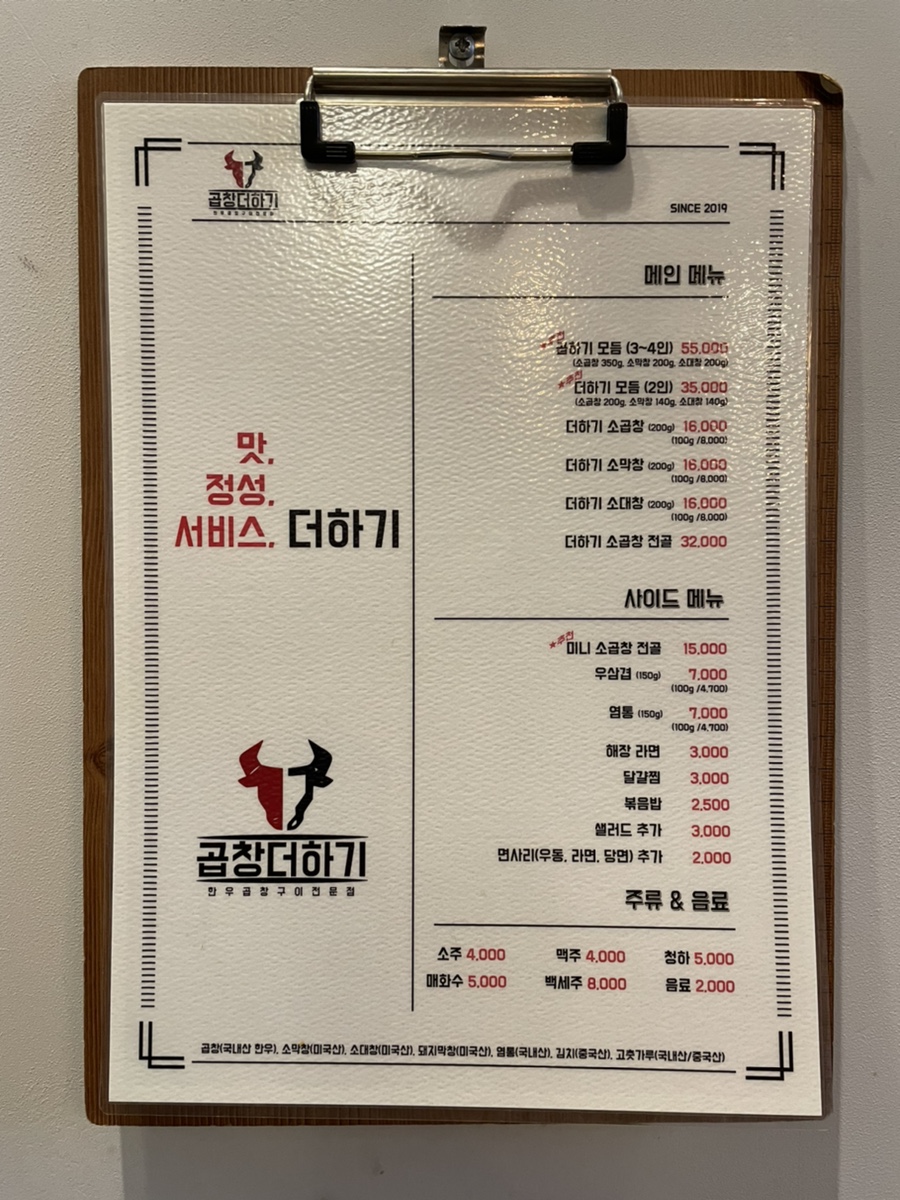 곱창더하기
SINCE 2019
맛,
정성,
서비스, 더하기
곱창더하기
한우곱창구이전문점
메인 메뉴
모듬 (3~4인) 55,000
(소곱창 350g, 소막창 200g, 소대창 200g)
★추천
더하기 모듬 (2인) 35,000
(소곱창 200g, 소막창 140g, 소대창 140g)
더하기 소곱창 (200g) 16,000
(100g /8,000)
더하기 소막창 (200g) 16,000
(100g /8,000)
더하기 소대창 (200g) 16,000
(100g /8,000)
더하기 소곱창 전골 32,000
사이드 메뉴
★추천
미니 소곱창 전골 15,000
우삼겹 (150g) 7,000
(100g /4,700)
염통 (150g) 7,000
(100g /4,700)
해장 라면 3,000
달걀찜 3,000
볶음밥 2,500
샐러드 추가 3,000
면사리(우동, 라면, 당면) 추가 2,000
주류 & 음료
소주 4,000 맥주 4,000 청하 5,000
매화수 5,000 백세주 8,000 음료 2,000
곱창(국내산 한우), 소막창(미국산), 소대창(미국산), 돼지막창(미국산), 염통(국내산), 김치(중국산), 고춧가루(국내산/중국산)